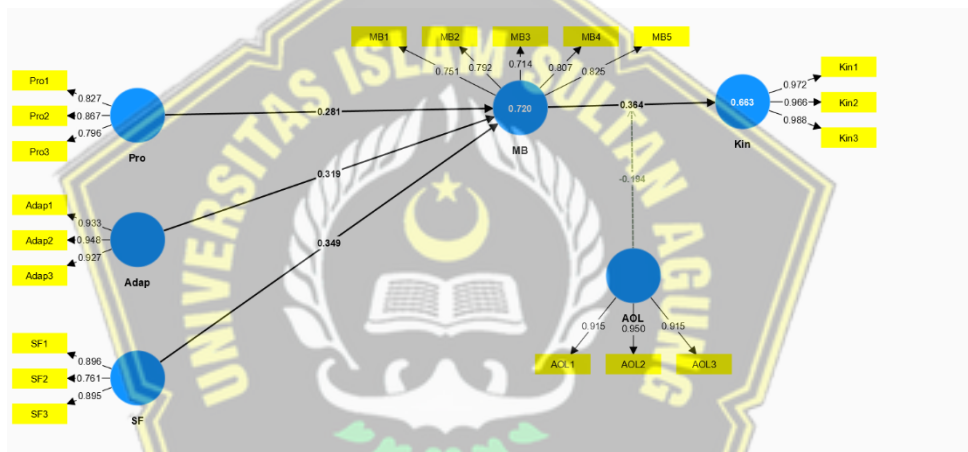 MB1
MB2
MB3
MB4
MB5
0.751
0.792
0.714
0.807
0.825
Pro1
Pro2
Pro3
0.827
0.867
0.796
Pro
0.281
0.720
MB
0.354
0.663
Kin
0.972
0.966
0.988
Kin1
Kin2
Kin3
0.319
-0.194
Adap1
Adap2
Adap3
0.933
0.948
0.927
Adap
0.349
AOL
0.915
0.950
0.915
AOL1
AOL2
AOL3
SF1
SF2
SF3
0.896
0.761
0.895
SF
UNIVERSITAS ISLAM SULTAN AGUNG